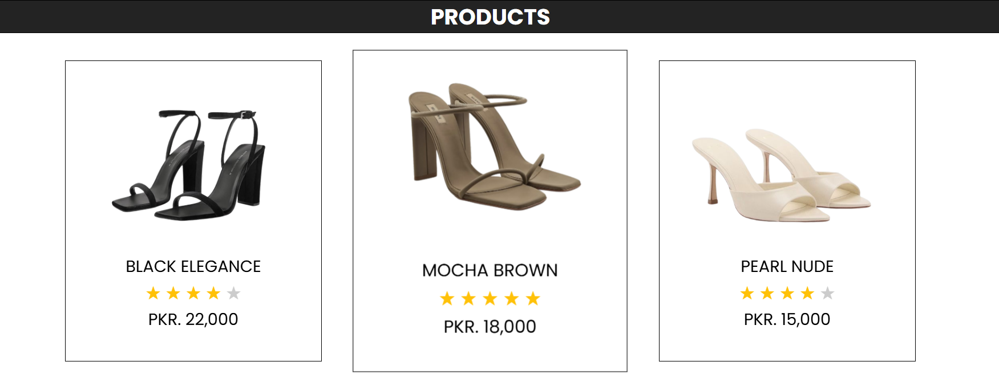 PRODUCTS
BLACK ELEGANCE
PKR. 22,000
MOCHA BROWN
PKR. 18,000
PEARL NUDE
PKR. 15,000